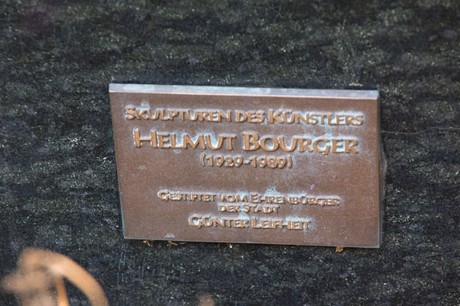 SKULPTUREN DES KÜNSTLERS
HELMUT BOURGER
(1929-1989)
GESTIFTET VOM EHRENBÜRGER
DER STADT
GÜNTER LEIFHEIT